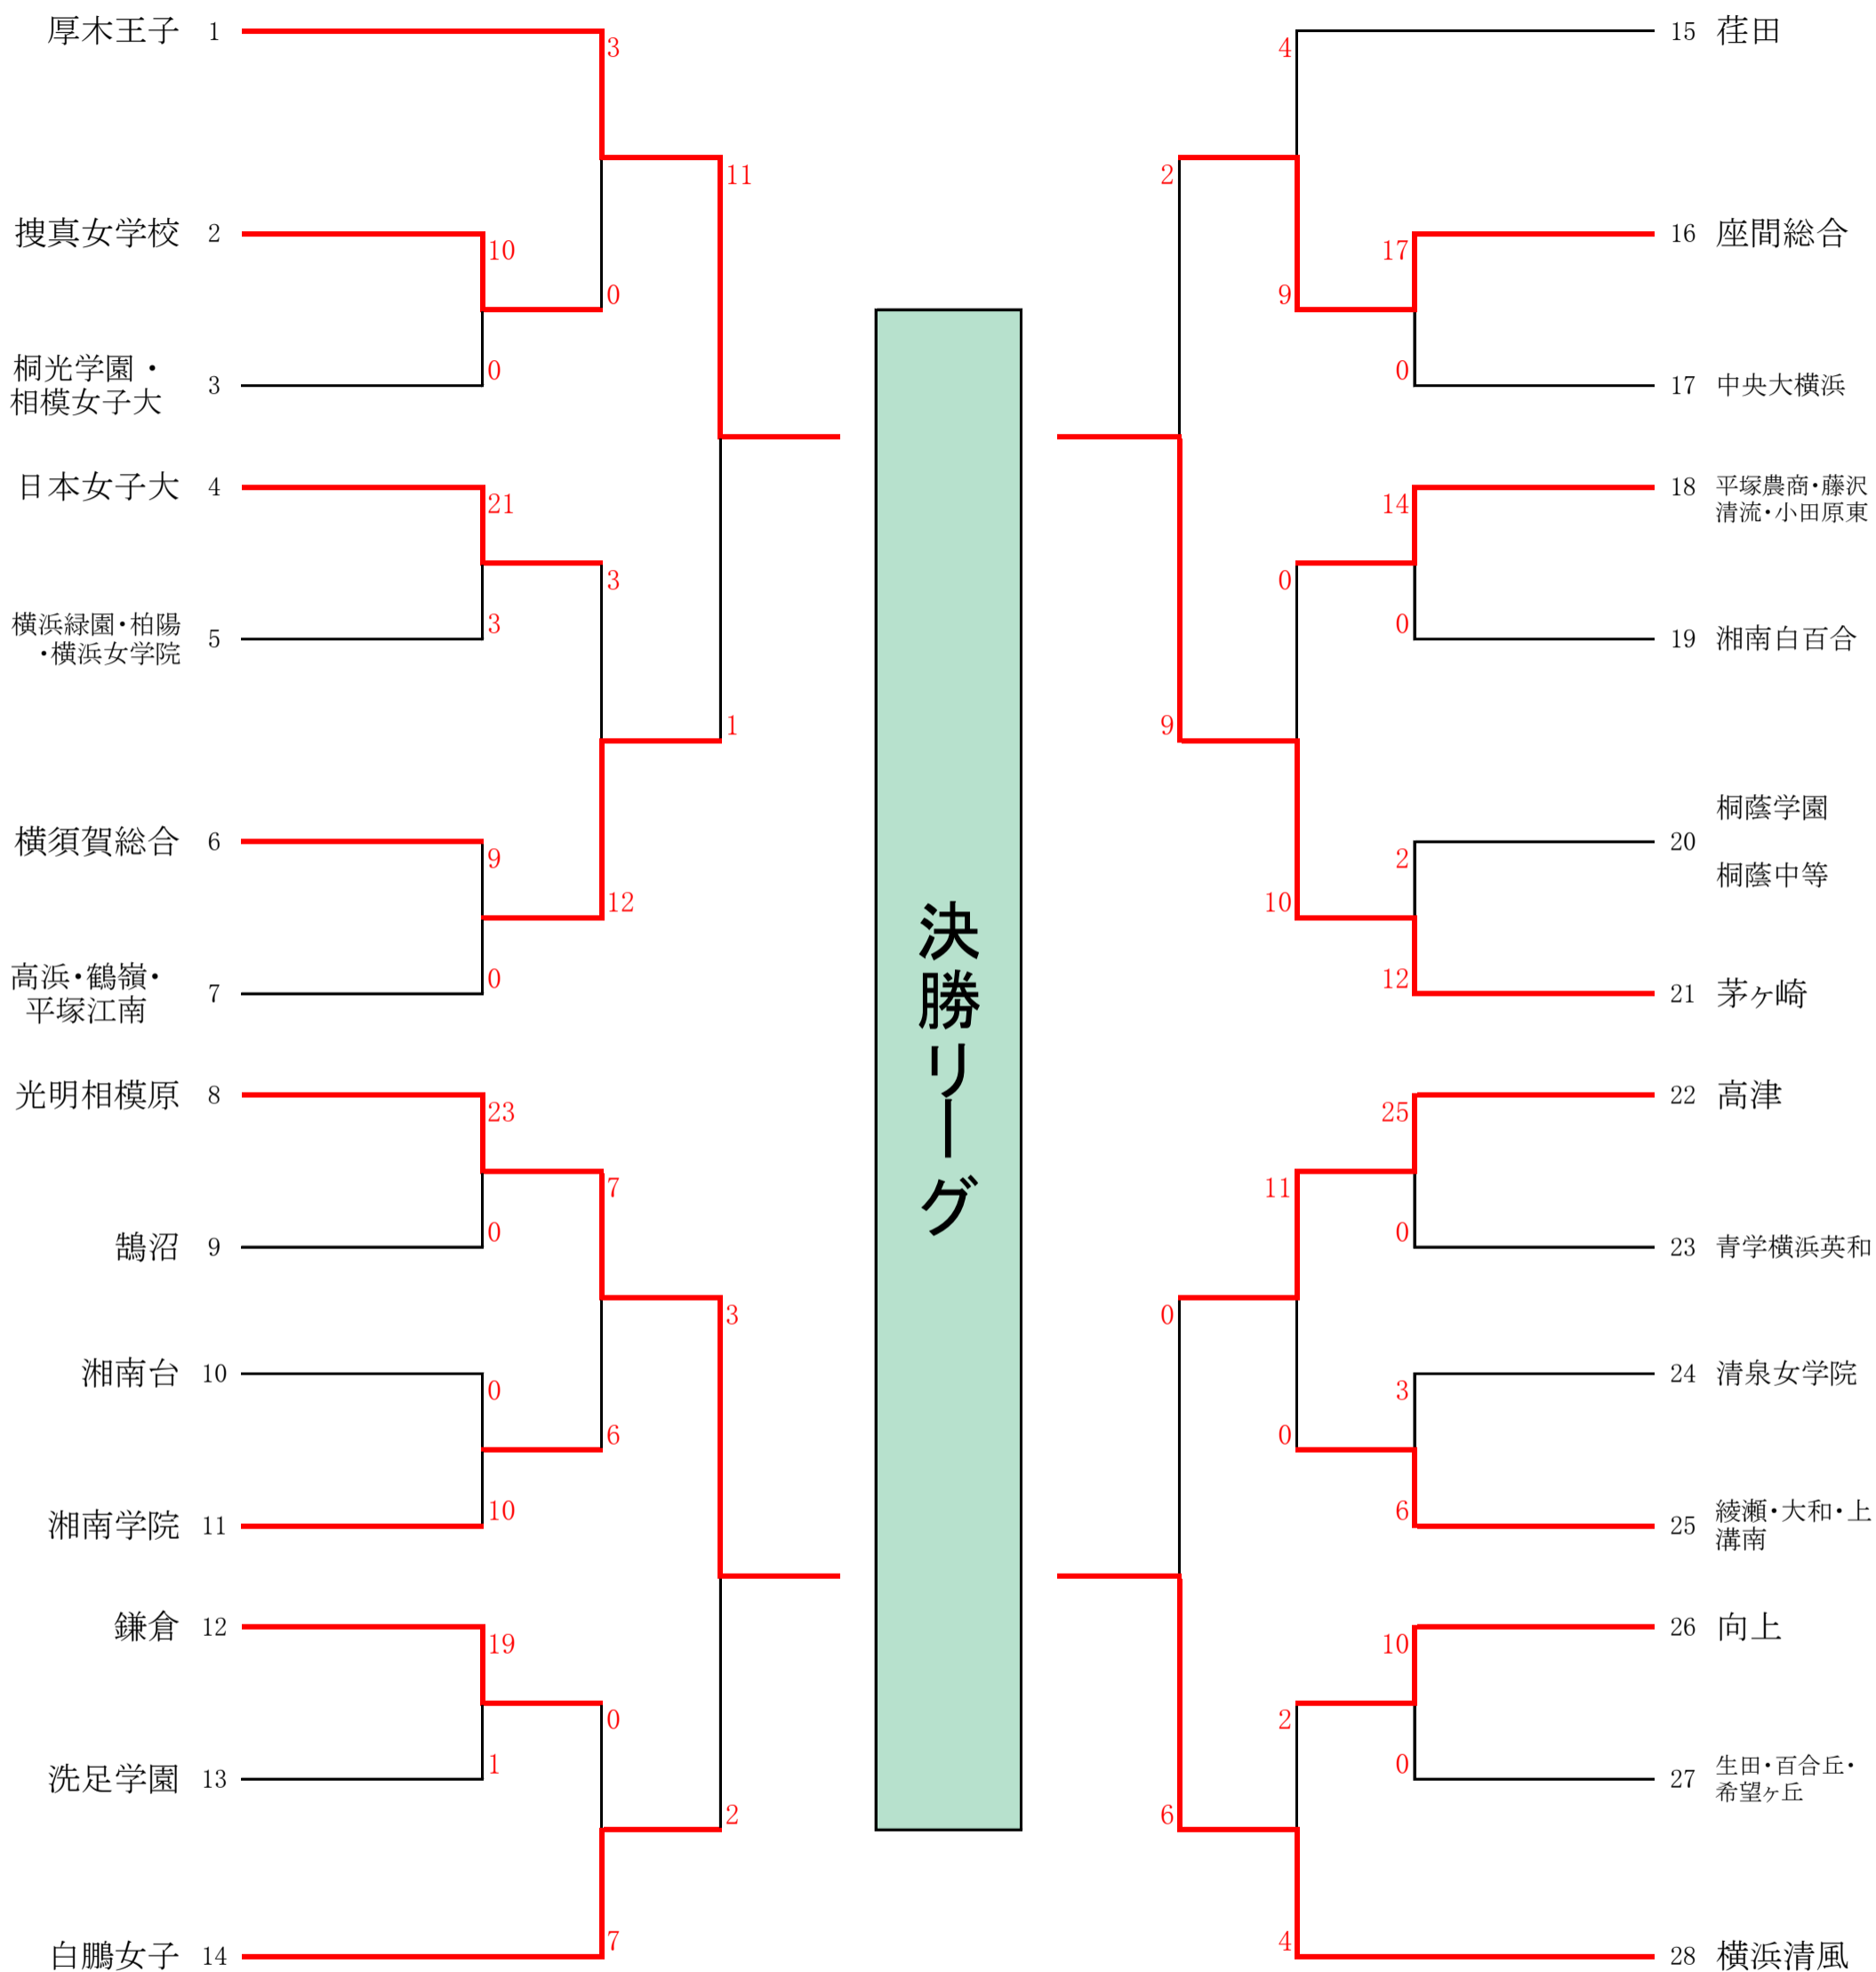 厚木王子 1
3
11
捜真女学校 2
10
0
桐光学園・
相模女子大
3
0
日本女子大 4
21
3
横浜緑園・柏陽
・横浜女学院
5
3
1
横須賀総合 6
9
12
高浜・鶴嶺・
平塚江南
7
0
光明相模原 8
23
7
鵠沼 9
0
3
湘南台 10
0
6
湘南学院 11
10
鎌倉 12
19
0
洗足学園 13
1
2
白鵬女子 14
7
決勝リーグ
4
15 荏田
2
17
16 座間総合
9
0
17 中央大横浜
14
18
平塚農商・藤沢
清流・小田原東
0
0
19 湘南白百合
9
桐蔭学園
20
桐蔭中等
2
10
12
21 茅ヶ崎
25
22 高津
11
0
23 青学横浜英和
0
3
24 清泉女学院
0
6
25
綾瀬・大和・上
溝南
10
26 向上
2
0
27
生田・百合丘・
希望ヶ丘
6
4
28 横浜清風